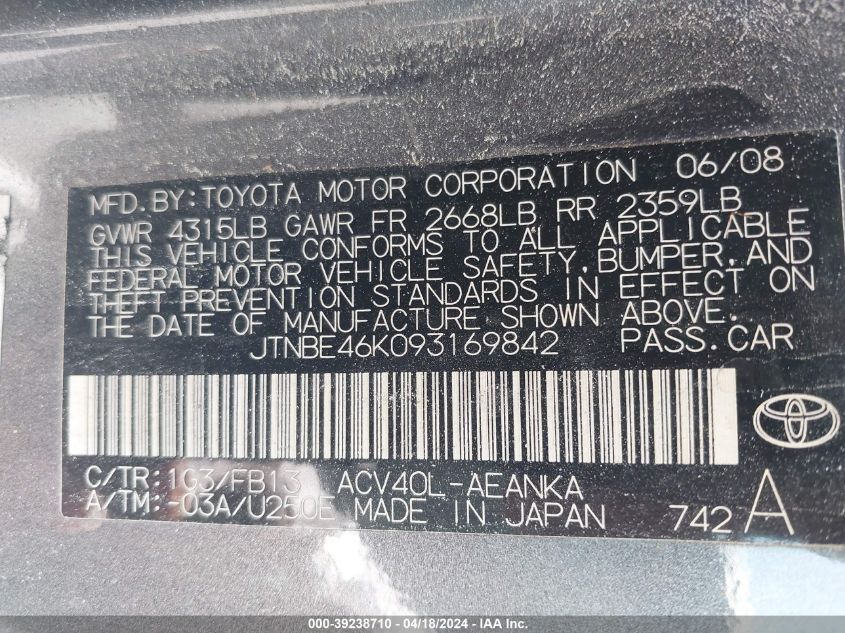 MFD.BY:TOYOTA MOTOR CORPORATION 06/08
GVWR 4315LB GAWR FR 2668LB RR 2359LB
THIS VEHICLE CONFORMS TO ALL APPLICABLE
FEDERAL MOTOR VEHICLE SAFETY,BUMPER,AND
THEFT PREVENTION STANDARDS IN EFFECT ON
THE DATE OF MANUFACTURE SHOWN ABOVE.
JTNBE46K093169842 PASS.CAR
C/TR:1G3/FB13 ACV40L-AEANKA
A/TM:-03A/U250E MADE IN JAPAN 742 A
000-39238710 - 04/18/2024 - IAA, Inc.